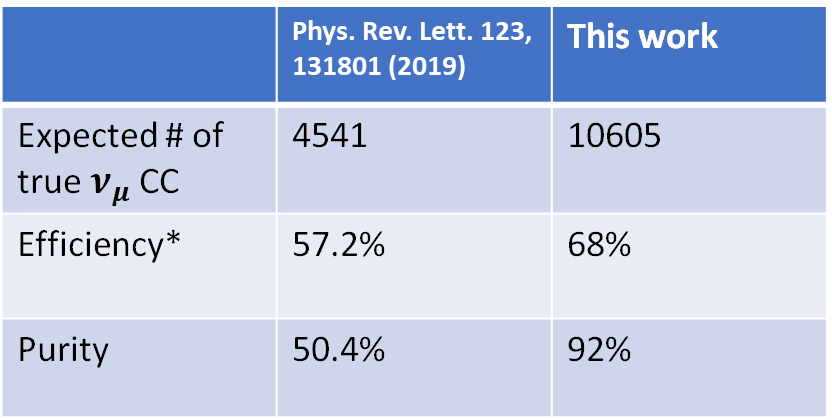 Phys. Rev. Lett. 123,
131801 (2019)
This work
Expected # of
true 𝝂𝝁 CC
4541
10605
Efficiency*
57.2%
68%
Purity
50.4%
92%